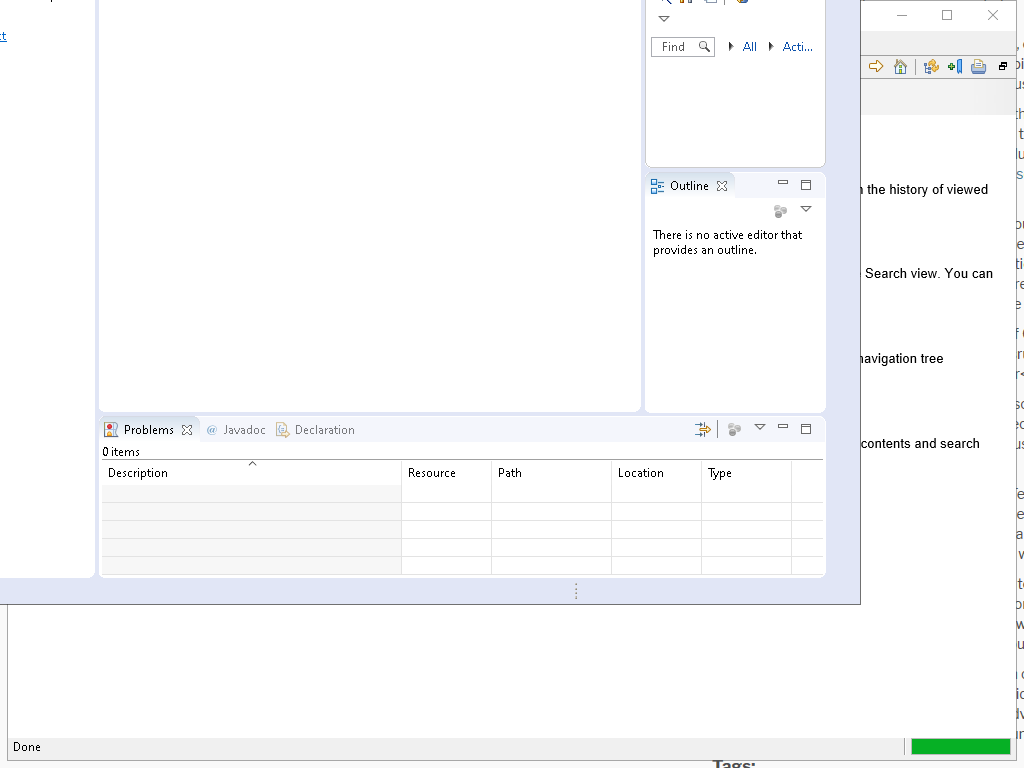 Find
All
Acti...
Outline
the history of viewed
There is no active editor that
provides an outline.
Search view. You can
navigation tree
Problems
Javadoc
Declaration
contents and search
0 items
Description
Resource
Path
Location
Type
Done
Tags: